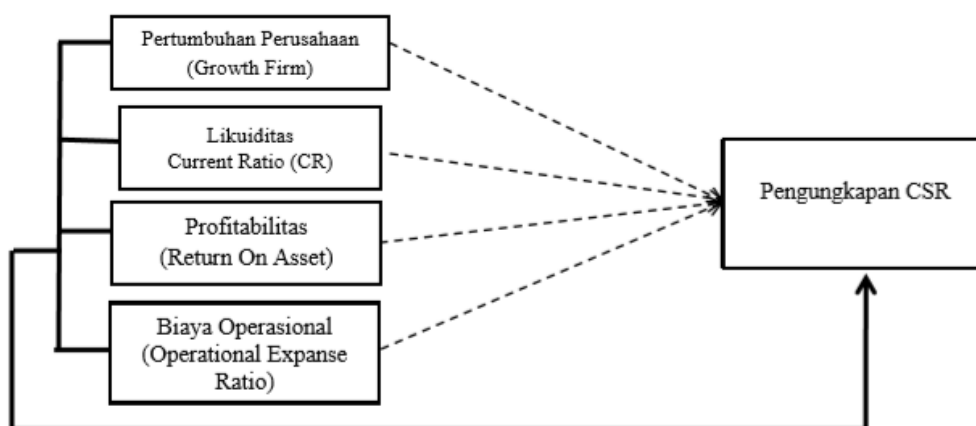 Pertumbuhan Perusahaan
(Growth Firm)
Likuiditas
Current Ratio (CR)
Profitabilitas
(Return On Asset)
Biaya Operasional
(Operational Expanse
Ratio)
Pengungkapan CSR